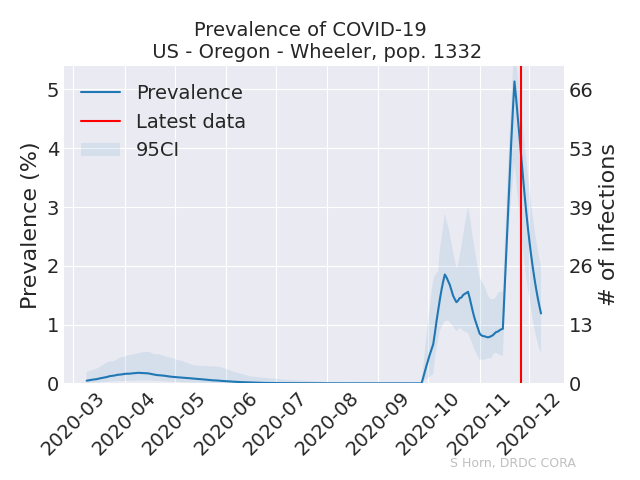 Prevalence of COVID-19
US - Oregon - Wheeler, pop. 1332
Prevalence
Latest data
95CI
Prevalence (%)
5
4
3
2
1
0
# of infections
66
53
39
26
13
0
2020-03
2020-04
2020-05
2020-06
2020-07
2020-08
2020-09
2020-10
2020-11
2020-12
S Horn, DRDC CORA